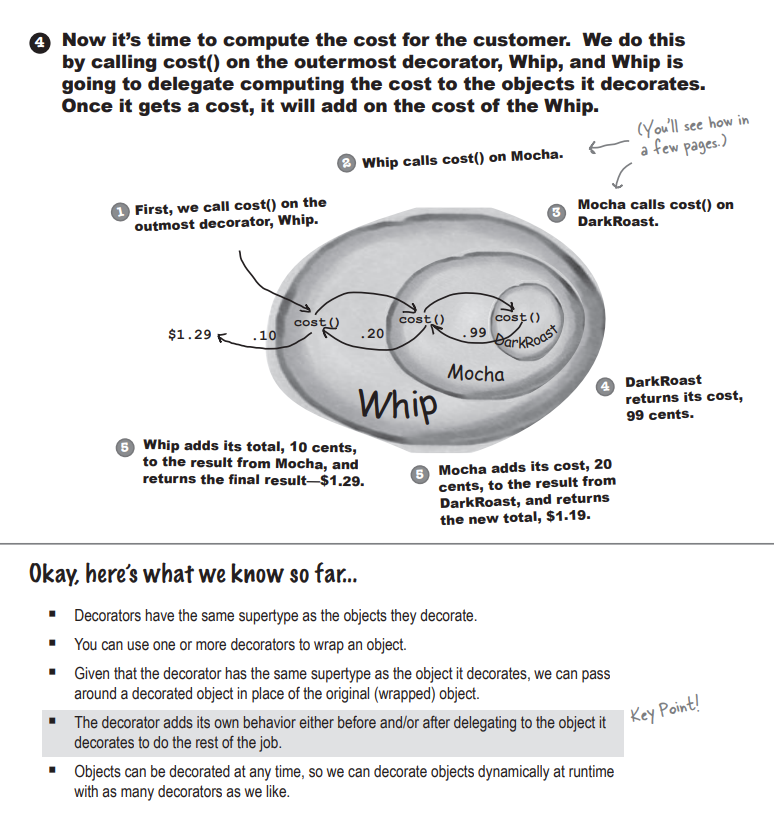 4 Now it's time to compute the cost for the customer. We do this
by calling cost() on the outermost decorator, Whip, and Whip is
going to delegate computing the cost to the objects it decorates.
Once it gets a cost, it will add on the cost of the Whip.
(You'll see how in
a few pages.)
2 Whip calls cost() on Mocha.
1 First, we call cost() on the
outmost decorator, Whip.
3 Mocha calls cost() on
DarkRoast.
$1.29 .10 cost() .20 cost() .99 cost()
DarkRoast
Mocha
Whip
4 DarkRoast
returns its cost,
99 cents.
5 Whip adds its total, 10 cents,
to the result from Mocha, and
returns the final result—$1.29.
5 Mocha adds its cost, 20
cents, to the result from
DarkRoast, and returns
the new total, $1.19.
Okay, here's what we know so far...
▪ Decorators have the same supertype as the objects they decorate.
▪ You can use one or more decorators to wrap an object.
▪ Given that the decorator has the same supertype as the object it decorates, we can pass
around a decorated object in place of the original (wrapped) object.
▪ The decorator adds its own behavior either before and/or after delegating to the object it
decorates to do the rest of the job.
Key Point!
▪ Objects can be decorated at any time, so we can decorate objects dynamically at runtime
with as many decorators as we like.